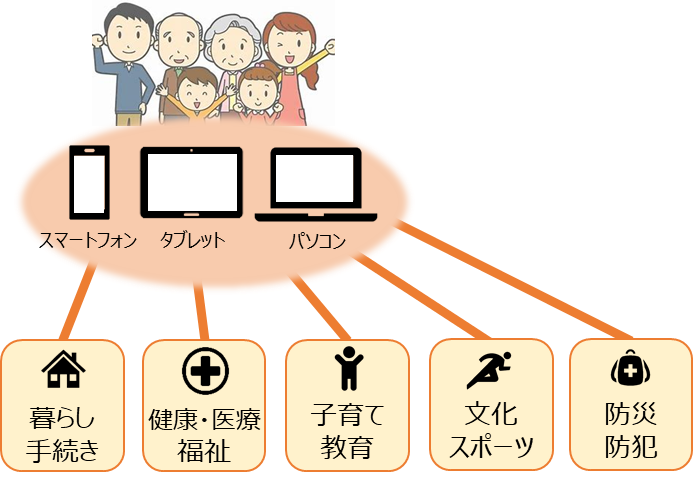 スマートフォン タブレット パソコン
暮らし
手続き
健康・医療
福祉
子育て
教育
文化
スポーツ
防災
防犯